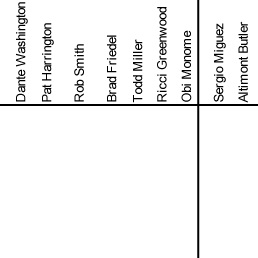 Dante Washington
Pat Harrington
Rob Smith
Brad Friedel
Todd Miller
Ricci Greenwood
Obi Monome
Sergio Miguez
Altimont Butler